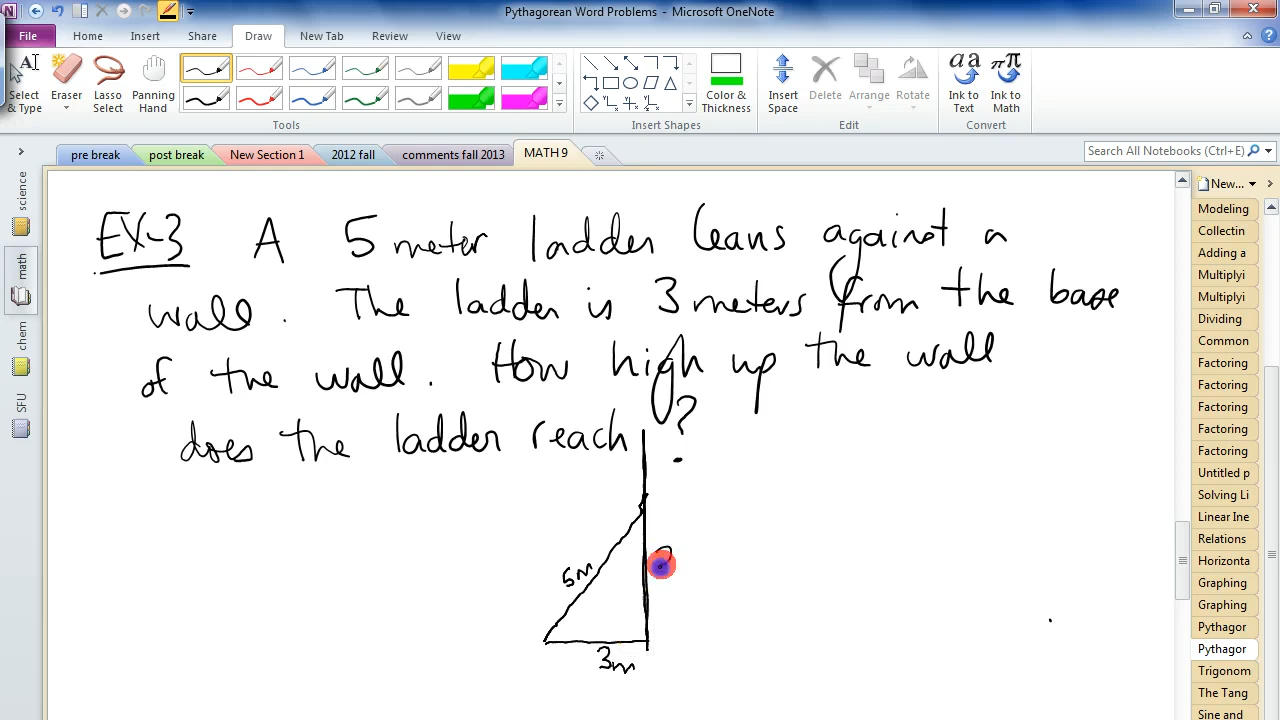 Pythagorean Word Problems - Microsoft OneNote
File Home Insert Share Draw New Tab Review View
Select & Type
Eraser
Lasso Select
Panning Hand
Color & Thickness
Insert Space
Delete
Arrange
Rotate
Ink to Text
Ink to Math
Tools
Insert Shapes
Edit
Convert
pre break post break New Section 1 2012 fall comments fall 2013 MATH 9
Search All Notebooks (Ctrl+E)
science
math
chem
SFU
EX-3 A 5 meter ladder leans against a
wall. The ladder is 3 meters from the base
of the wall. How high up the wall
does the ladder reach?
5m
3m
New...
Modeling
Collectin
Adding a
Multiplyi
Multiplyi
Dividing
Common
Factoring
Factoring
Factoring
Factoring
Factoring
Untitled p
Solving Li
Linear Ine
Relations
Horizonta
Graphing
Graphing
Pythagor
Pythagor
Trigonom
The Tang
Sine and